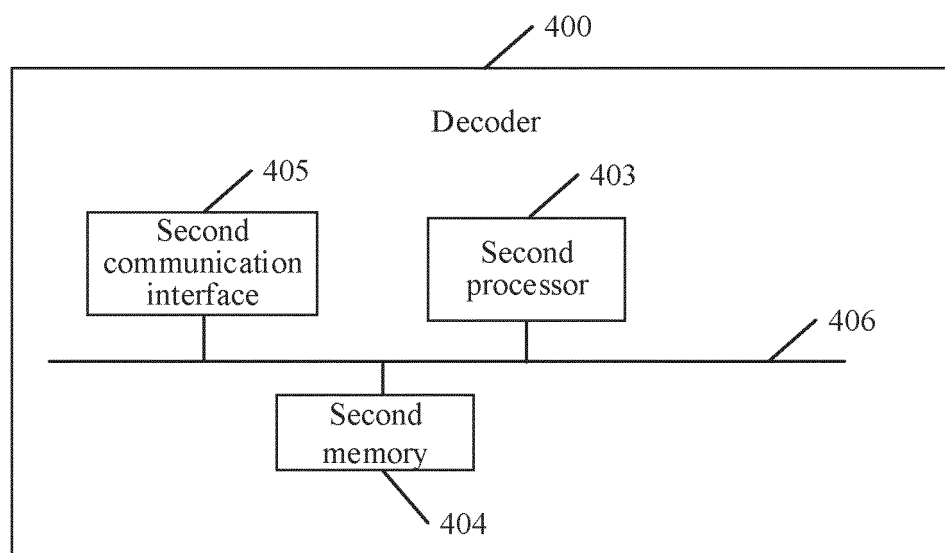 400
Decoder
405
403
Second
communication
interface
Second
processor
406
Second
memory
404